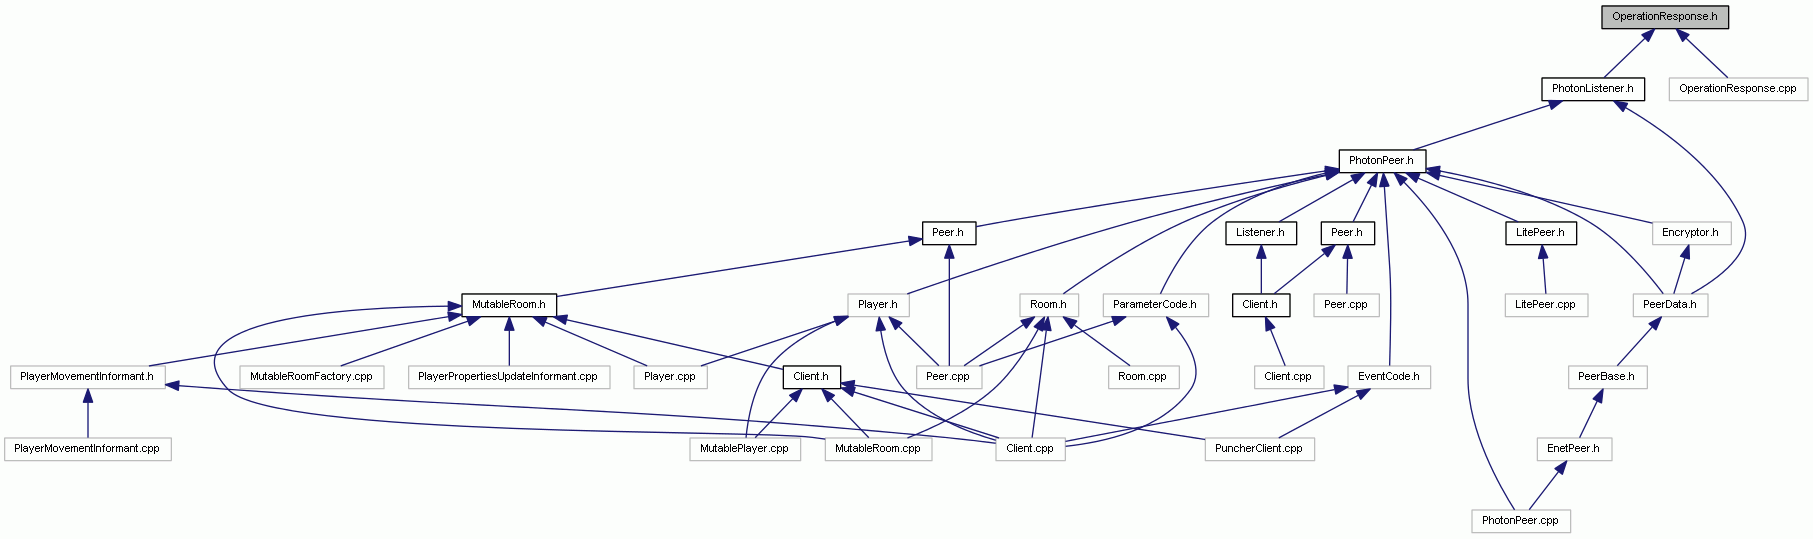 OperationResponse.h
PhotonListener.h
OperationResponse.cpp
PhotonPeer.h
Peer.h
Listener.h
Peer.h
LitePeer.h
Encryptor.h
MutableRoom.h
Player.h
Room.h
ParameterCode.h
Client.h
Peer.cpp
LitePeer.cpp
PeerData.h
PlayerMovementInformant.h
MutableRoomFactory.cpp
PlayerPropertiesUpdateInformant.cpp
Player.cpp
Client.h
Peer.cpp
Room.cpp
Client.cpp
EventCode.h
PeerBase.h
PlayerMovementInformant.cpp
MutablePlayer.cpp
MutableRoom.cpp
Client.cpp
PuncherClient.cpp
EnetPeer.h
PhotonPeer.cpp